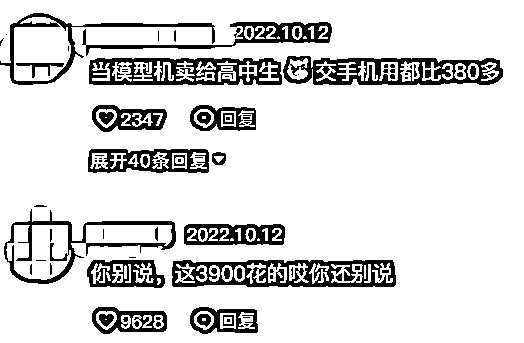 2022.10.12
当模型机卖给高中生🐱交手机用都比380多
2347 回复
展开40条回复
2022.10.12
你别说，这3900花的哎你还别说
9628 回复